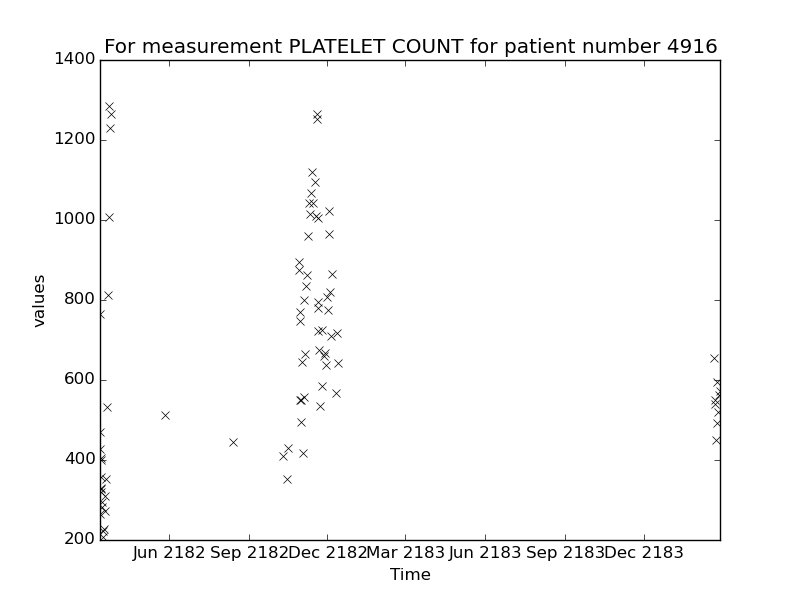 For measurement PLATELET COUNT for patient number 4916
1400
1200
1000
800
600
400
200
values
Jun 2182 Sep 2182 Dec 2182 Mar 2183 Jun 2183 Sep 2183 Dec 2183
Time